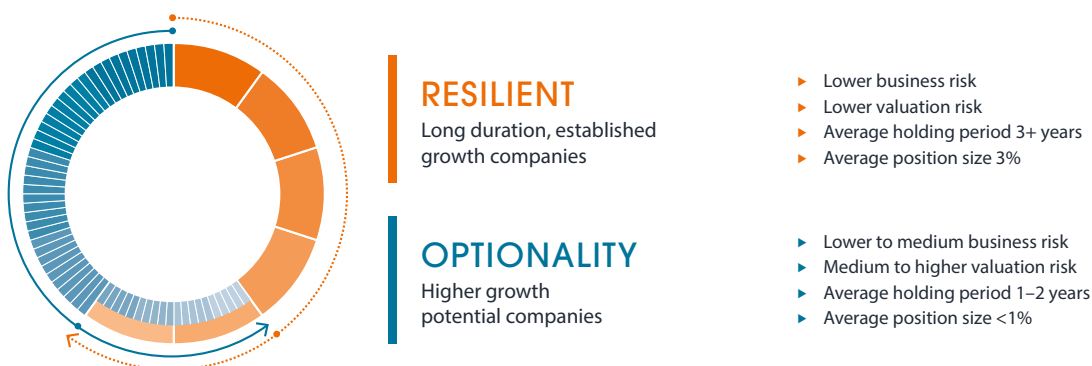 RESILIENT
Long duration, established
growth companies
Lower business risk
Lower valuation risk
Average holding period 3+ years
Average position size 3%
OPTIONALITY
Higher growth
potential companies
Lower to medium business risk
Medium to higher valuation risk
Average holding period 1–2 years
Average position size <1%